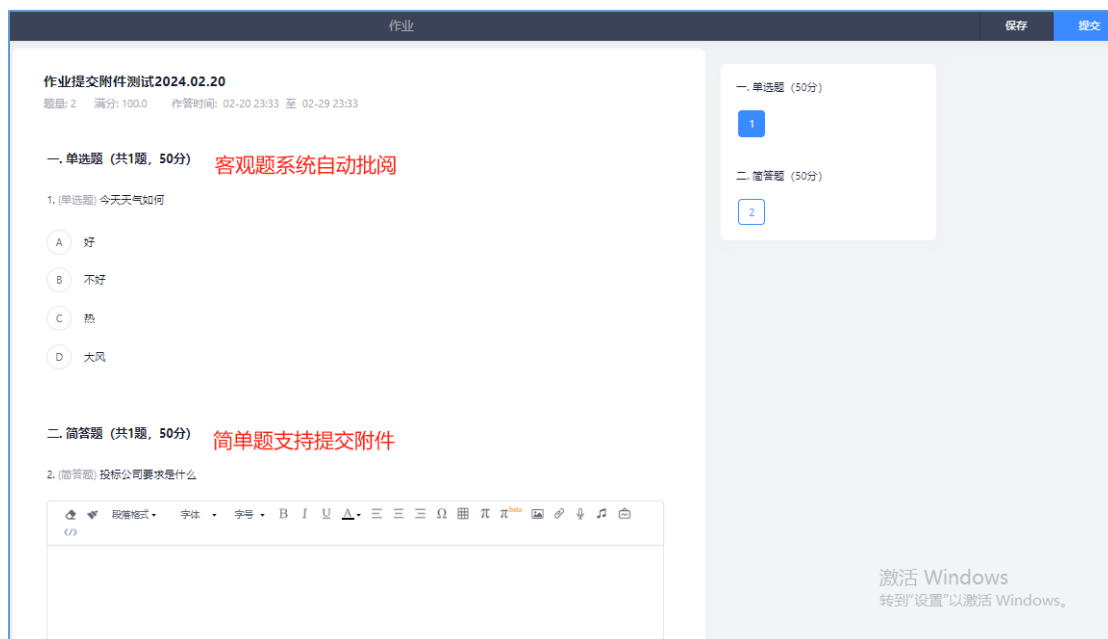 作业
保存
提交
作业提交附件测试2024.02.20
题量: 2 满分: 100.0 作答时间: 02-20 23:33 至 02-29 23:33
一. 单选题（共1题，50分）
客观题系统自动批阅
1. (单选题) 今天天气如何
A 好
B 不好
C 热
D 大风
二. 简答题（共1题，50分）
简单题支持提交附件
2. (简答题) 投标公司要求是什么
段落格式 字体 字号 B I U A Ω π π beta
一. 单选题（50分）
1
二. 简答题（50分）
2
激活 Windows
转到“设置”以激活 Windows。